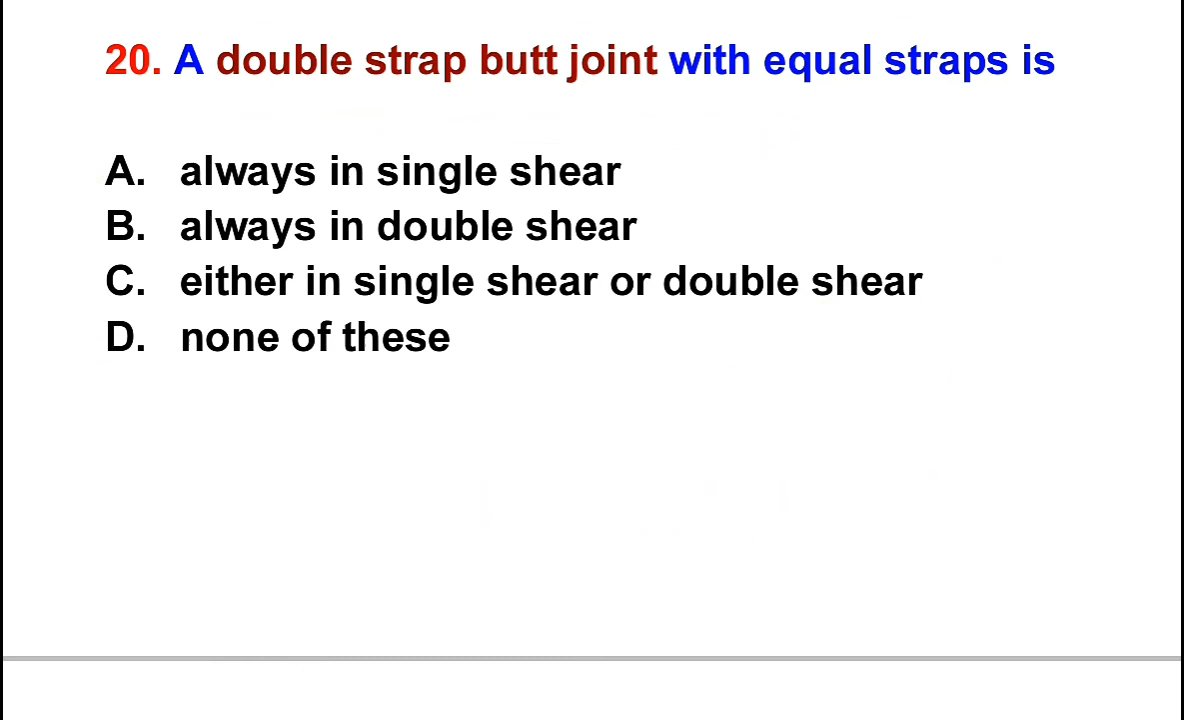 20. A double strap butt joint with equal straps is
A. always in single shear
B. always in double shear
C. either in single shear or double shear
D. none of these